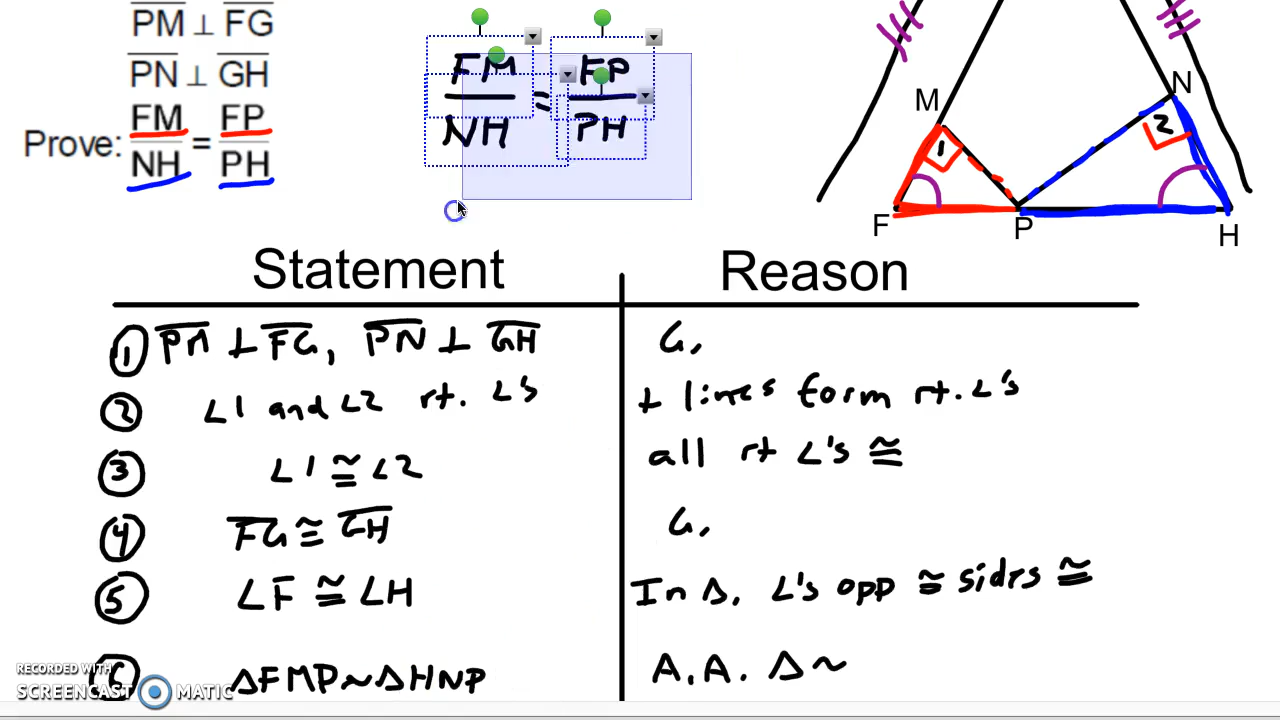 PM ⊥ FG
PN ⊥ GH
Prove: FM/NH = FP/PH
FM/NH = FP/PH
M
N
1
2
F
P
H
Statement Reason
① PM ⊥ FG, PN ⊥ GH G,
② ∠1 and ∠2 rt. ∠'s ⊥ lines form rt. ∠'s
③ ∠1 ≅ ∠2 all rt ∠'s ≅
④ FG ≅ GH G,
⑤ ∠F ≅ ∠H In Δ, ∠'s opp ≅ sides ≅
⑥ ΔFMP ~ ΔHNP A.A. Δ ~
RECORDED WITH
SCREENCAST MATIC